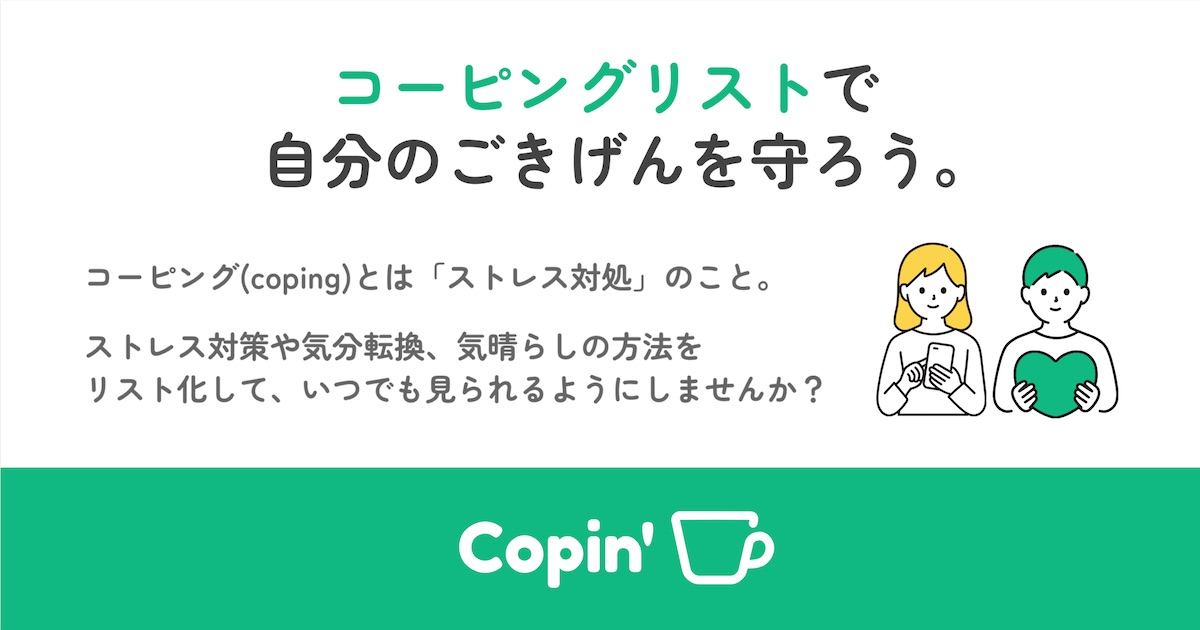 コーピングリストで
自分のごきげんを守ろう。
コーピング(coping)とは「ストレス対処」のこと。
ストレス対策や気分転換、気晴らしの方法を
リスト化して、いつでも見られるようにしませんか？
Copin'